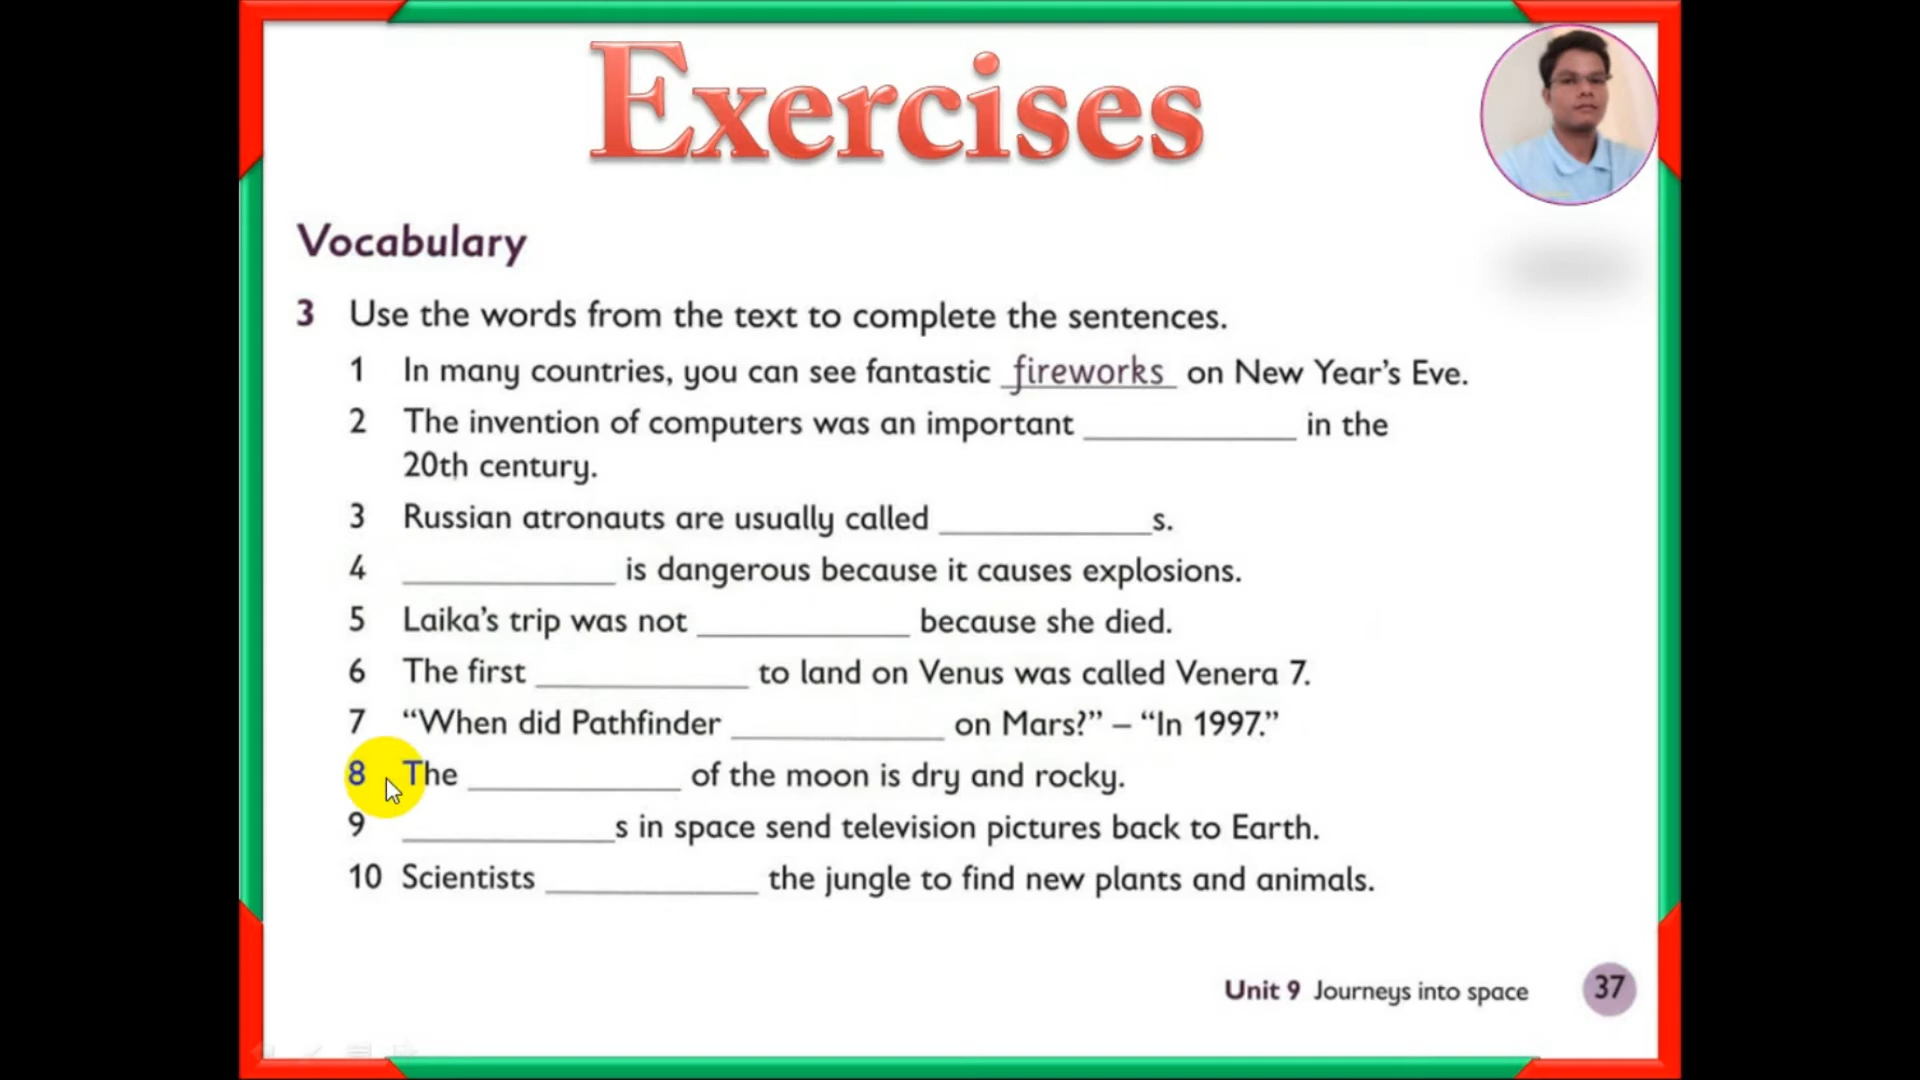 Exercises
Vocabulary
3 Use the words from the text to complete the sentences.
1 In many countries, you can see fantastic fireworks on New Year's Eve.
2 The invention of computers was an important ____________ in the
20th century.
3 Russian atronauts are usually called ____________s.
4 ____________ is dangerous because it causes explosions.
5 Laika's trip was not ____________ because she died.
6 The first ____________ to land on Venus was called Venera 7.
7 “When did Pathfinder ____________ on Mars?” – “In 1997.”
8 The ____________ of the moon is dry and rocky.
9 ____________s in space send television pictures back to Earth.
10 Scientists ____________ the jungle to find new plants and animals.
Unit 9 Journeys into space 37